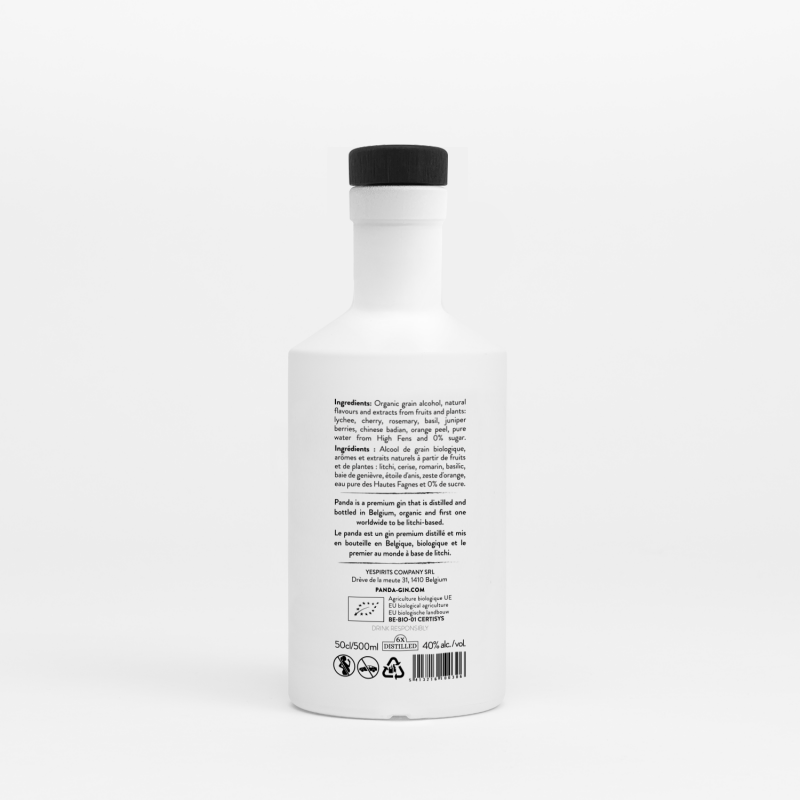 Ingredients: Organic grain alcohol, natural
flavours and extracts from fruits and plants:
lychee, cherry, rosemary, basil, juniper
berries, chinese badian, orange peel, pure
water from High Fens and 0% sugar.
Ingrédients : Alcool de grain biologique,
arômes et extraits naturels à partir de fruits
et de plantes : litchi, cerise, romarin, basilic,
baie de genièvre, étoile d'anis, zeste d'orange,
eau pure des Hautes Fagnes et 0% de sucre.
Panda is a premium gin that is distilled and
bottled in Belgium, organic and first one
worldwide to be litchi-based.
Le panda est un gin premium distillé et mis
en bouteille en Belgique, biologique et le
premier au monde à base de litchi.
YESPIRITS COMPANY SRL
Drève de la meute 31, 1410 Belgium
PANDA-GIN.COM
Agriculture biologique UE
EU biological agriculture
EU biologische landbouw
BE-BIO-01 CERTISYS
DRINK RESPONSIBLY
50cl/500ml
6X
DISTILLED
40% alc./vol.